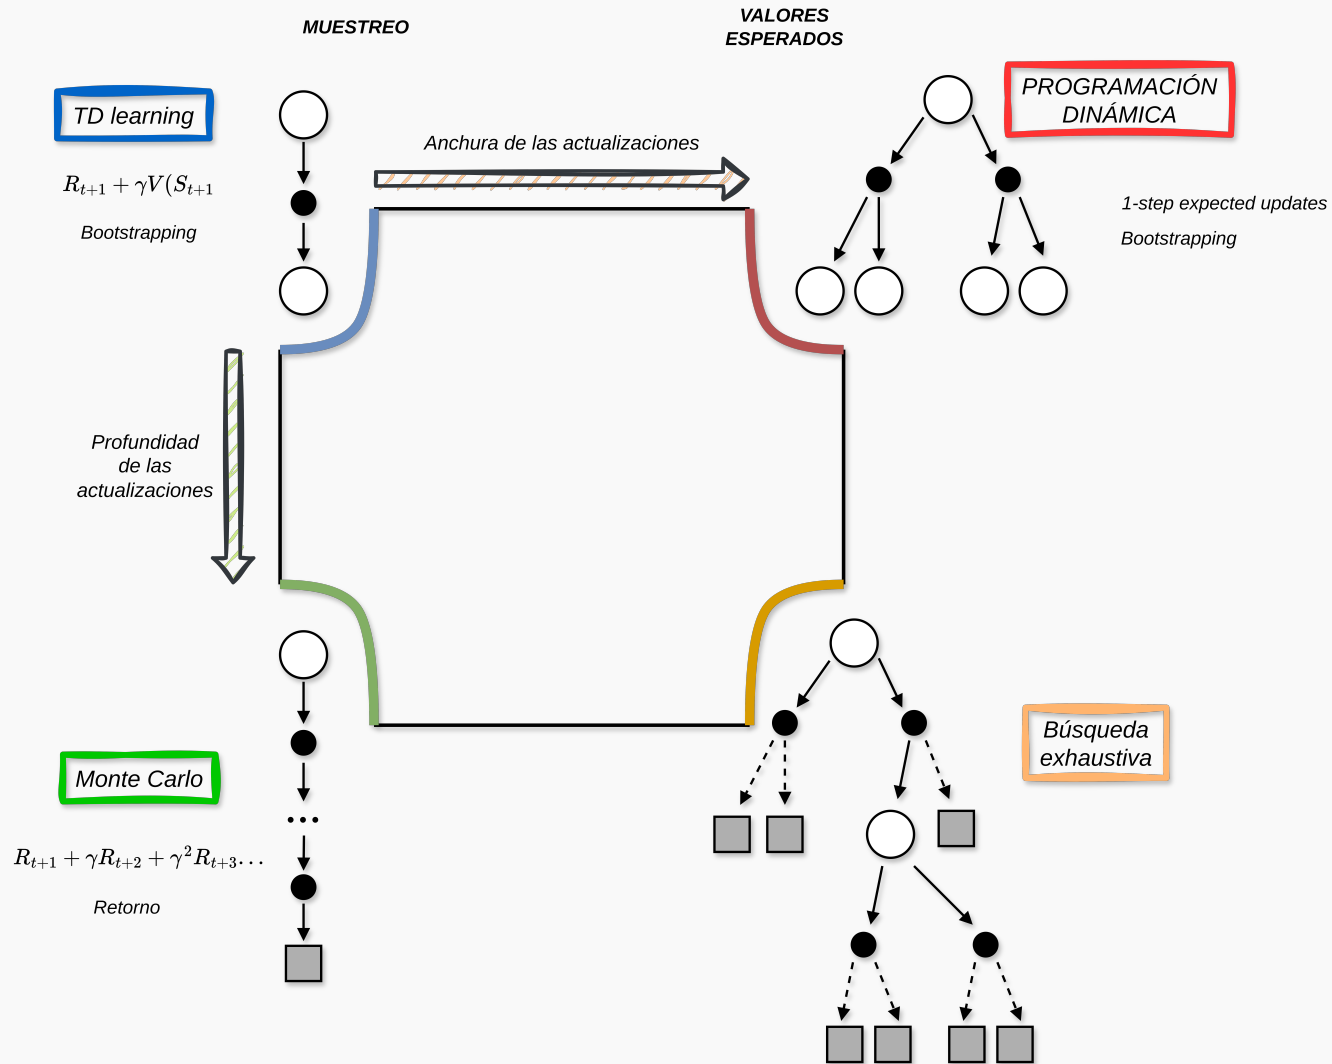 MUESTREO
VALORES
ESPERADOS
TD learning
PROGRAMACIÓN
DINÁMICA
Anchura de las actualizaciones
R_{t+1} + γV(S_{t+1}
Bootstrapping
1-step expected updates
Bootstrapping
Profundidad
de las
actualizaciones
Monte Carlo
Búsqueda
exhaustiva
...
R_{t+1} + γR_{t+2} + γ^2R_{t+3}...
Retorno